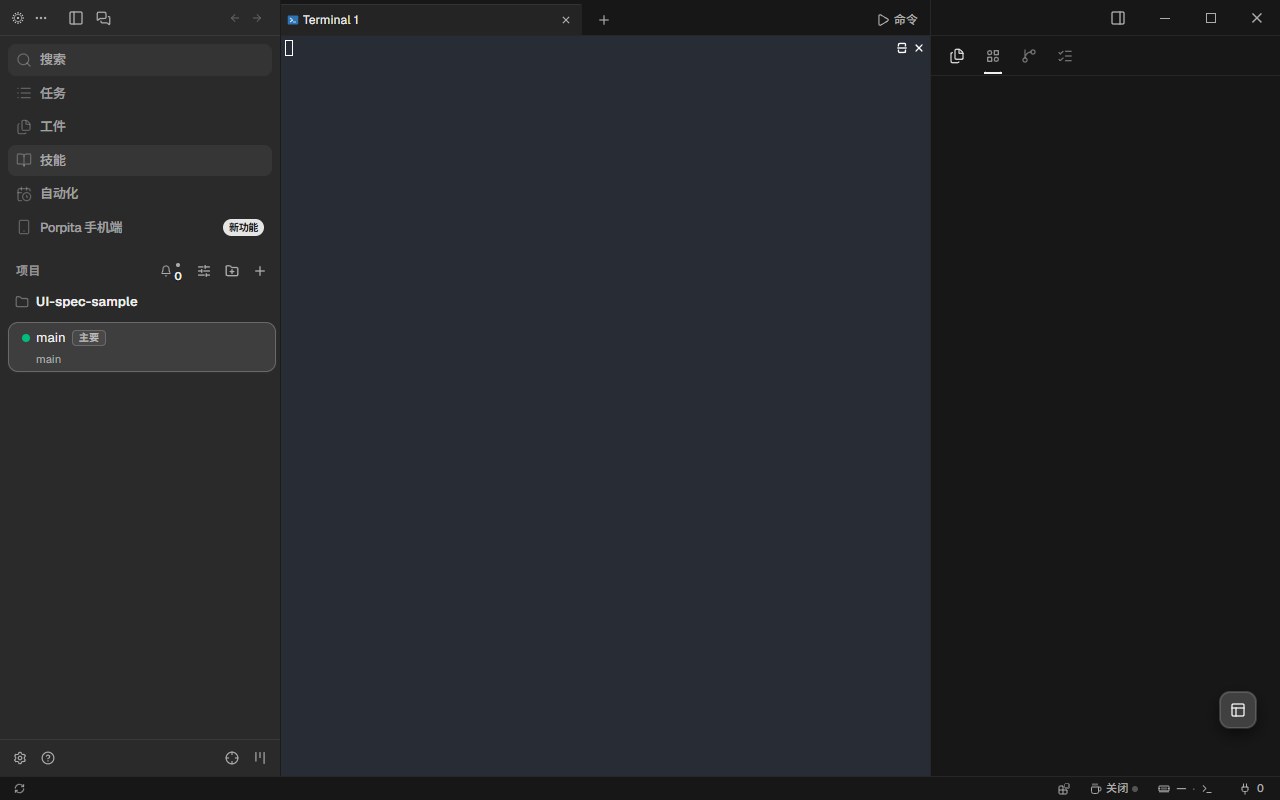 Terminal 1
命令
搜索
任务
工件
技能
自动化
Porpita 手机端
新功能
项目
0
UI-spec-sample
main 主要
main
关闭
0